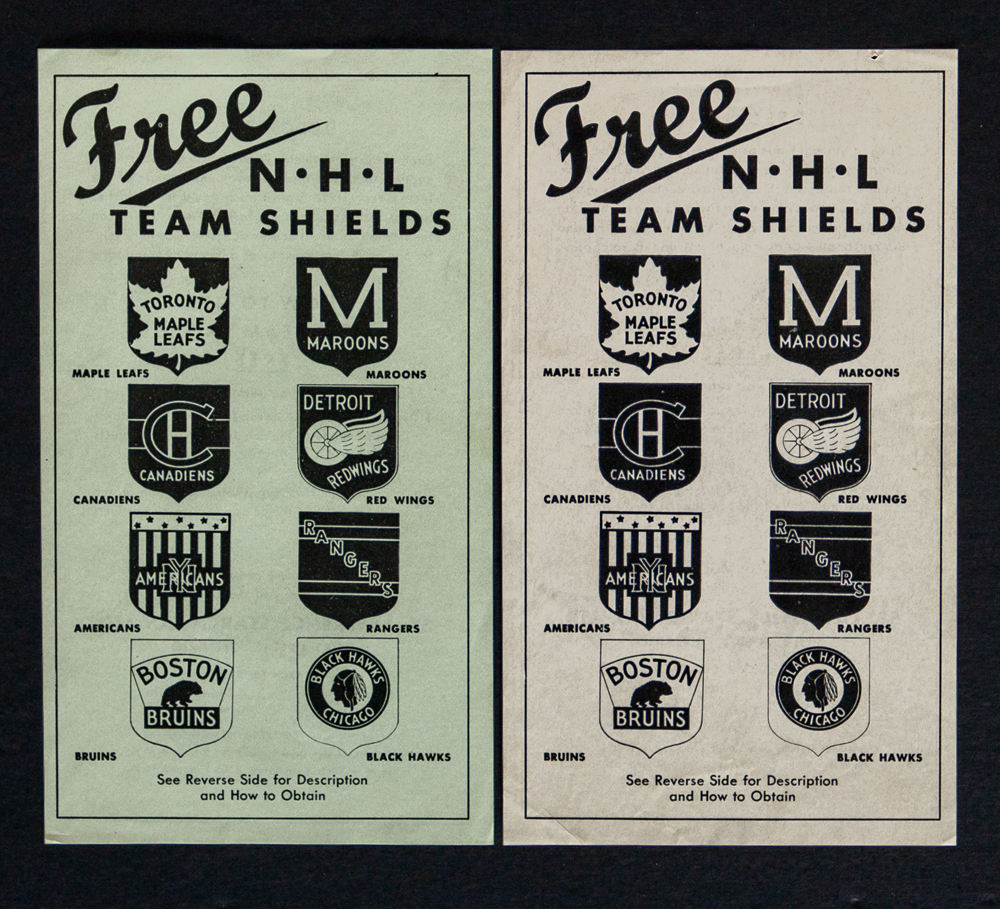 Free
N·H·L
TEAM SHIELDS
TORONTO
MAPLE
LEAFS
MAPLE LEAFS
M
MAROONS
MAROONS
CH
CANADIENS
CANADIENS
DETROIT
REDWINGS
RED WINGS
NY
AMERICANS
AMERICANS
RANGERS
RANGERS
BOSTON
BRUINS
BRUINS
BLACK HAWKS
CHICAGO
BLACK HAWKS
See Reverse Side for Description
and How to Obtain
Free
N·H·L
TEAM SHIELDS
TORONTO
MAPLE
LEAFS
MAPLE LEAFS
M
MAROONS
MAROONS
CH
CANADIENS
CANADIENS
DETROIT
REDWINGS
RED WINGS
NY
AMERICANS
AMERICANS
RANGERS
RANGERS
BOSTON
BRUINS
BRUINS
BLACK HAWKS
CHICAGO
BLACK HAWKS
See Reverse Side for Description
and How to Obtain